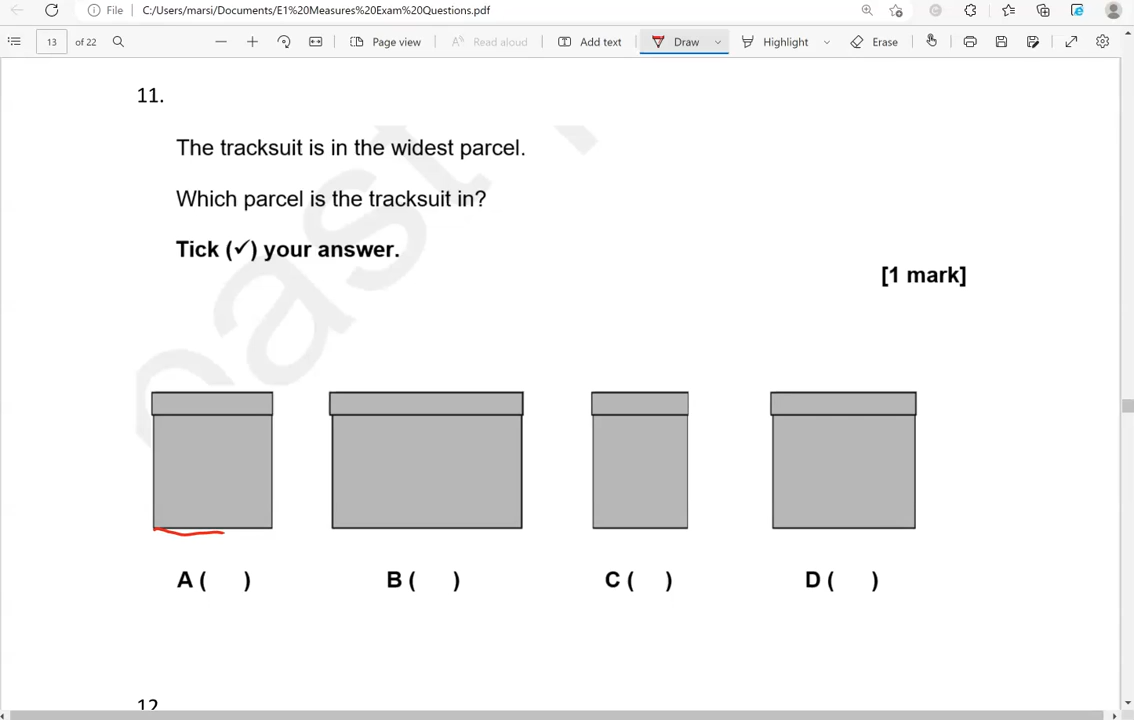 File C:/Users/marsi/Documents/E1%20Measures%20Exam%20Questions.pdf
13 of 22 Page view Read aloud Add text Draw Highlight Erase
11.
The tracksuit is in the widest parcel.
Which parcel is the tracksuit in?
Tick (✓) your answer.
[1 mark]
past
A ( ) B ( ) C ( ) D ( )